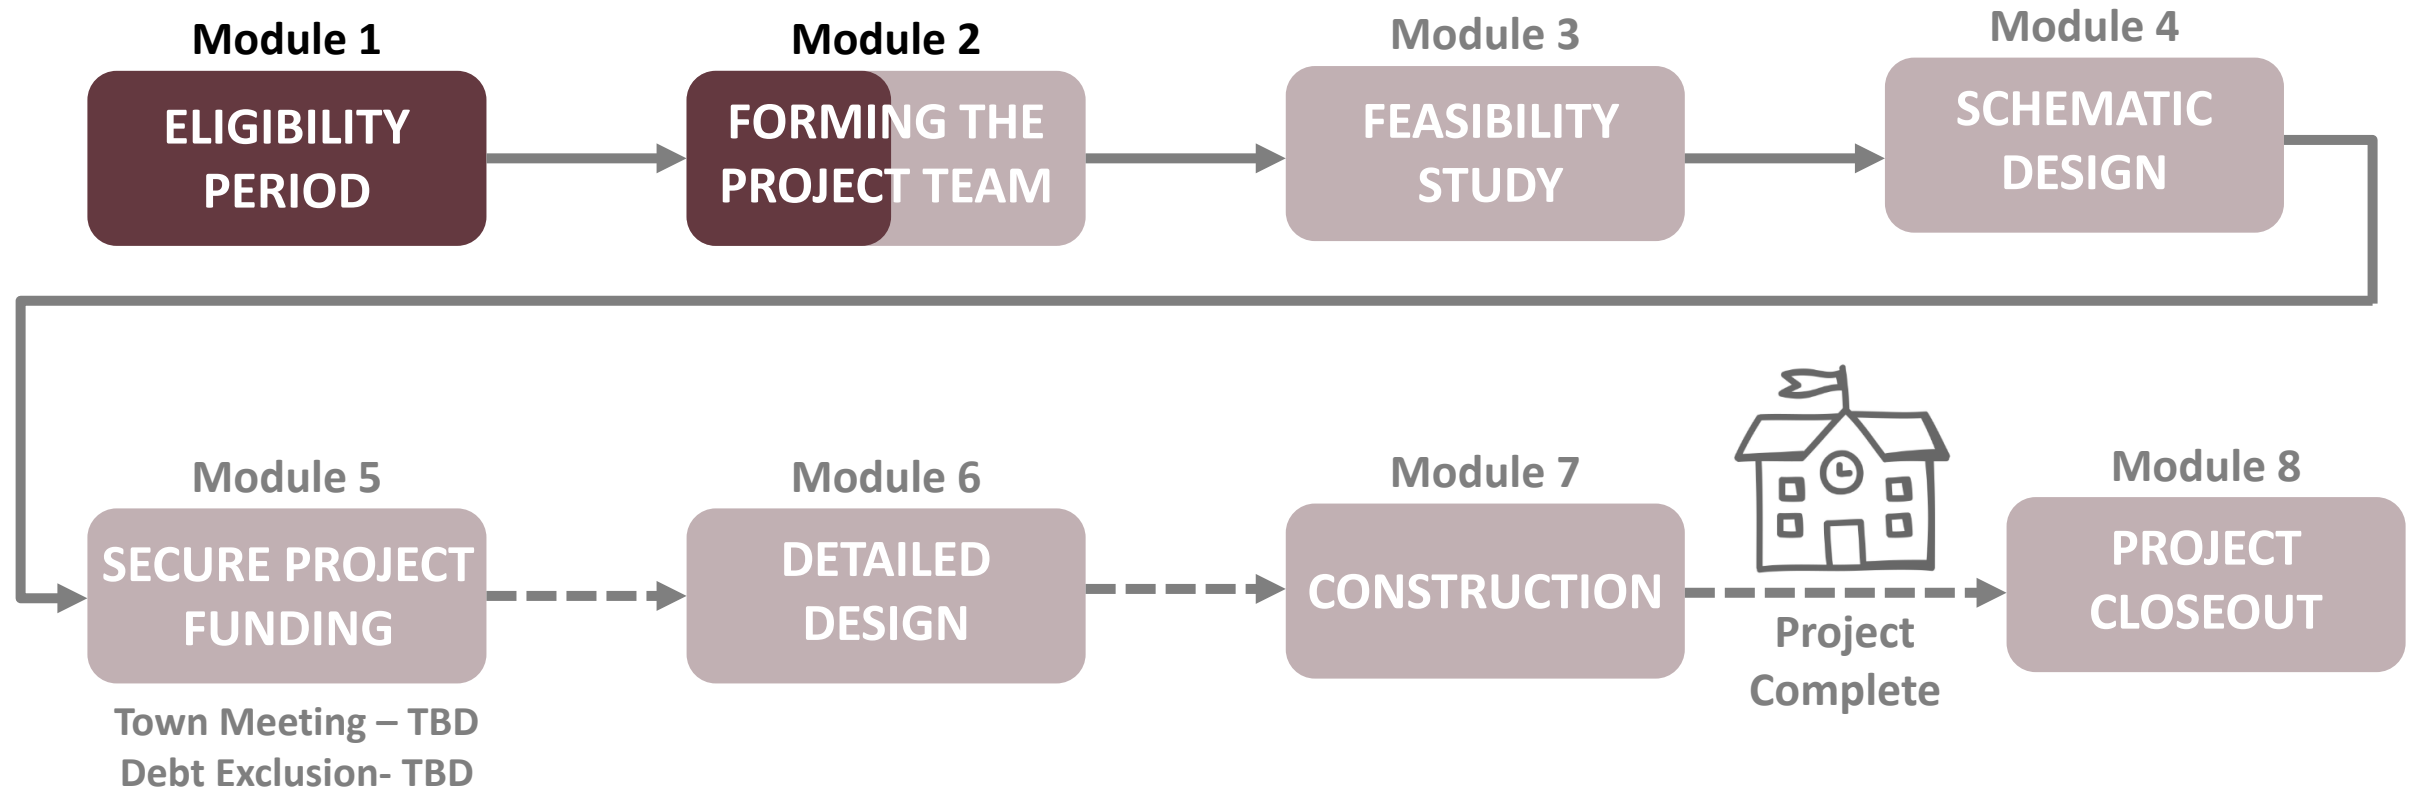 Module 1
ELIGIBILITY
PERIOD
Module 2
FORMING THE
PROJECT TEAM
Module 3
FEASIBILITY
STUDY
Module 4
SCHEMATIC
DESIGN
Module 5
SECURE PROJECT
FUNDING
Town Meeting – TBD
Debt Exclusion- TBD
Module 6
DETAILED
DESIGN
Module 7
CONSTRUCTION
Project
Complete
Module 8
PROJECT
CLOSEOUT